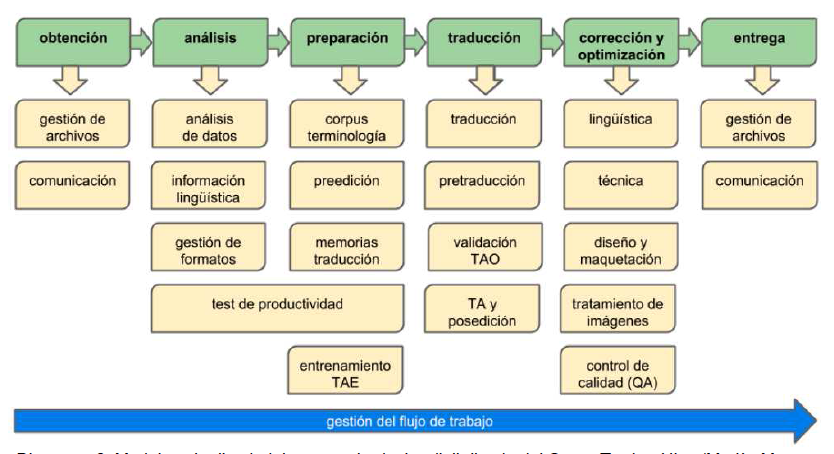 obtención
análisis
preparación
traducción
corrección y
optimización
entrega
gestión de
archivos
comunicación
análisis
de datos
información
lingüística
gestión de
formatos
test de productividad
corpus
terminología
preedición
memorias
traducción
entrenamiento
TAE
traducción
pretraducción
validación
TAO
TA y
posedición
lingüística
técnica
diseño y
maquetación
tratamiento de
imágenes
control de
calidad (QA)
gestión de
archivos
comunicación
gestión del flujo de trabajo